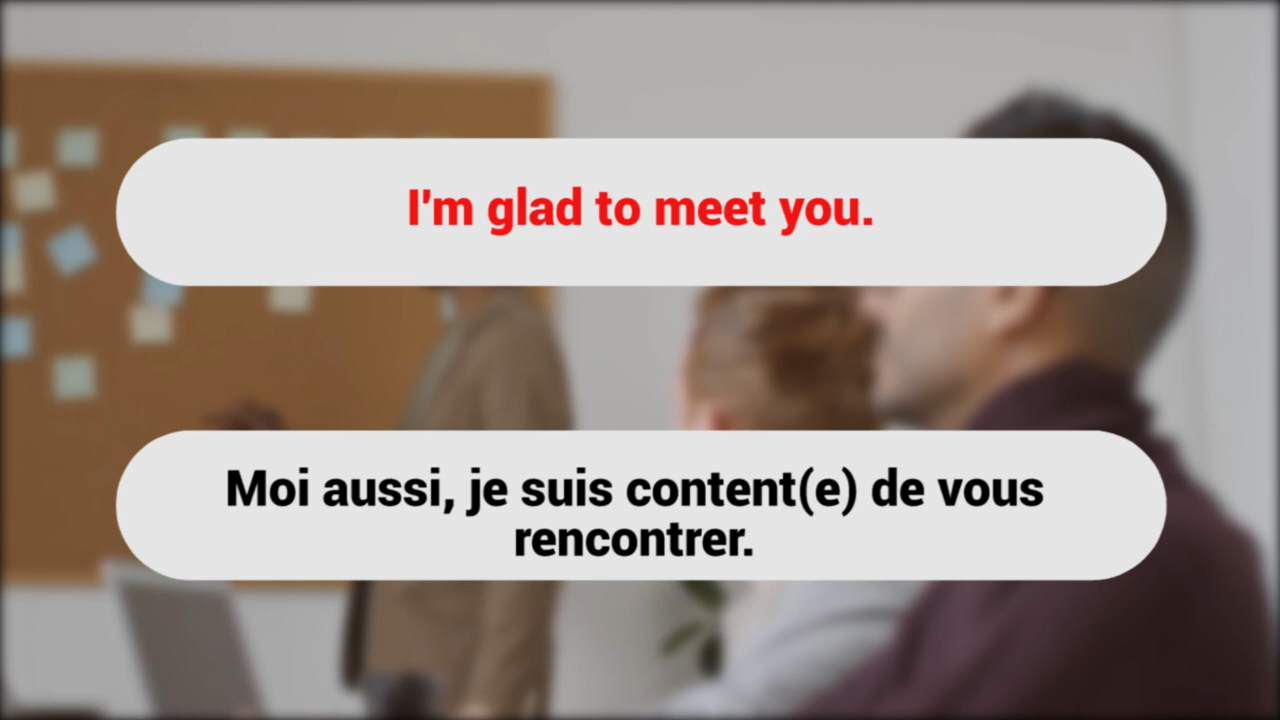 I'm glad to meet you.
Moi aussi, je suis content(e) de vous
rencontrer.